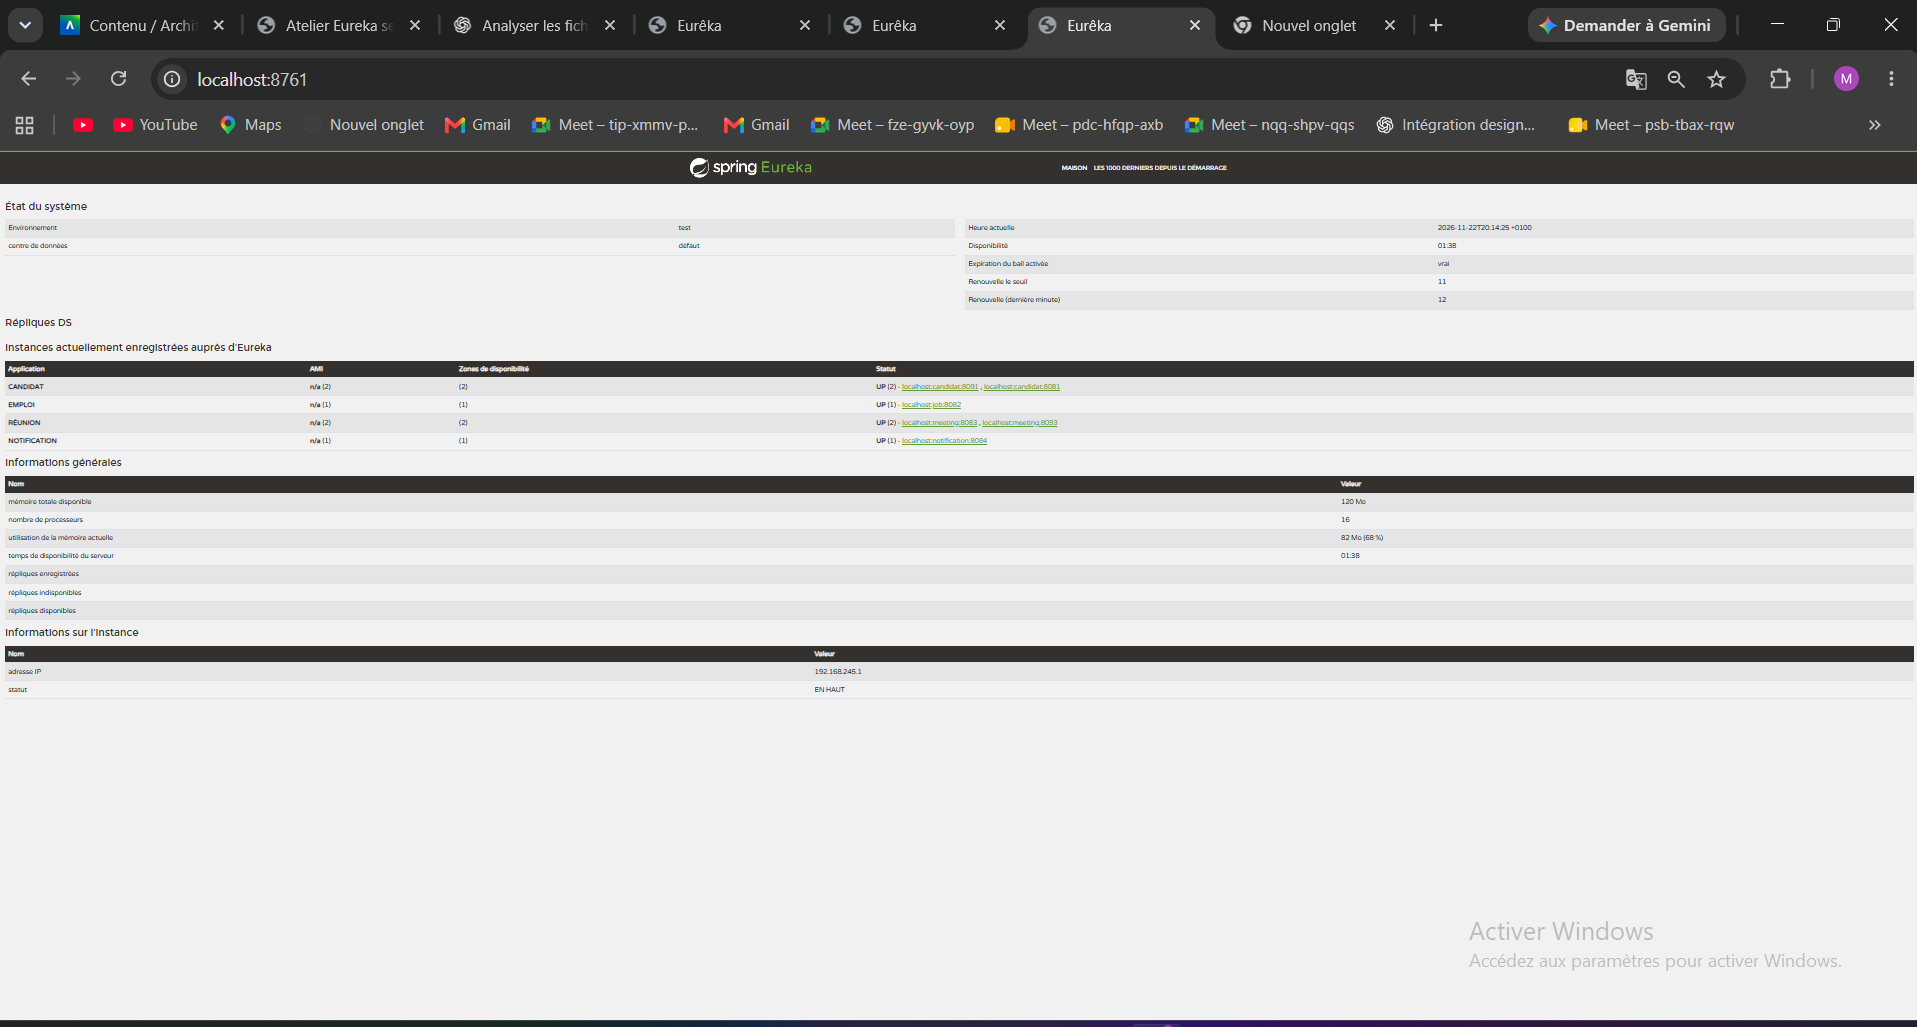 Contenu / Archi
Atelier Eureka se
Analyser les fich
Eurêka
Eurêka
Eurêka
Nouvel onglet
Demander à Gemini
localhost:8761
M
YouTube
Maps
Nouvel onglet
Gmail
Meet – tip-xmmv-p...
Gmail
Meet – fze-gyvk-oyp
Meet – pdc-hfqp-axb
Meet – nqq-shpv-qqs
Intégration design...
Meet – psb-tbax-rqw
spring Eureka
MAISON LES 1000 DERNIERS DEPUIS LE DÉMARRAGE
État du système
Environnement test
centre de données défaut
Heure actuelle 2026-11-22T20:14:25 +0100
Disponibilité 01:38
Expiration du bail activée vrai
Renouvelle le seuil 11
Renouvelle (dernière minute) 12
Répliques DS
Instances actuellement enregistrées auprès d'Eureka
Application AMI Zones de disponibilité Statut
CANDIDAT n/a (2) (2) UP (2) - localhost:candidat:8091 , localhost:candidat:8081
EMPLOI n/a (1) (1) UP (1) - localhost:job:8082
RÉUNION n/a (2) (2) UP (2) - localhost:meeting:8083 , localhost:meeting:8093
NOTIFICATION n/a (1) (1) UP (1) - localhost:notification:8084
Informations générales
Nom Valeur
mémoire totale disponible 120 Mo
nombre de processeurs 16
utilisation de la mémoire actuelle 82 Mo (68 %)
temps de disponibilité du serveur 01:38
répliques enregistrées
répliques indisponibles
répliques disponibles
Informations sur l'instance
Nom Valeur
adresse IP 192.168.245.1
statut EN HAUT
Activer Windows
Accédez aux paramètres pour activer Windows.